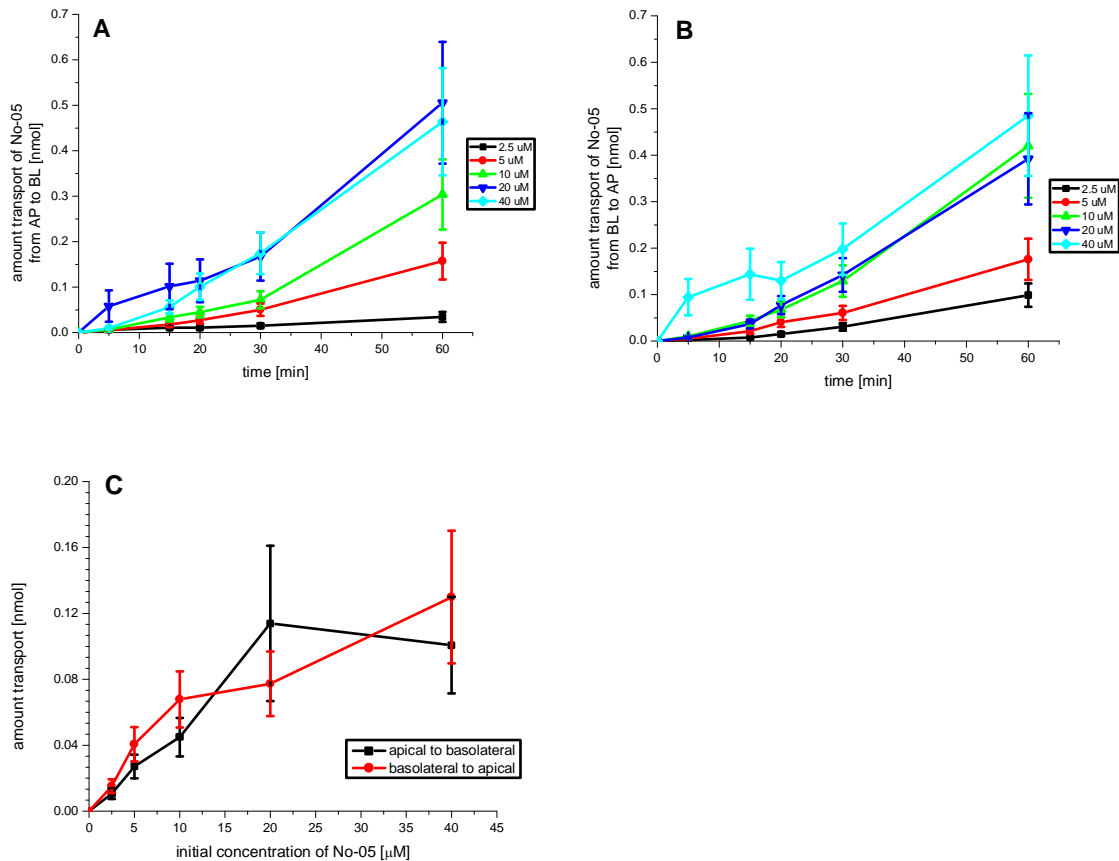 A
0.7
0.6
0.5
0.4
0.3
0.2
0.1
0.0
amount transport of No-05
from AP to BL [nmol]
0 10 20 30 40 50 60
time [min]
2.5 uM
5 uM
10 uM
20 uM
40 uM
B
0.7
0.6
0.5
0.4
0.3
0.2
0.1
0.0
amount transport of No-05
from BL to AP [nmol]
0 10 20 30 40 50 60
time [min]
2.5 uM
5 uM
10 uM
20 uM
40 uM
C
0.20
0.16
0.12
0.08
0.04
0.00
amount transport [nmol]
0 5 10 15 20 25 30 35 40 45
initial concentration of No-05 [μM]
apical to basolateral
basolateral to apical